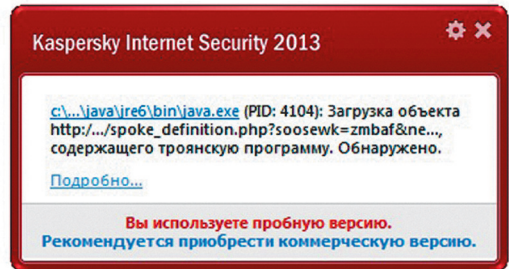 Kaspersky Internet Security 2013
c:\...\java\jre6\bin\java.exe (PID: 4104): Загрузка объекта
http:/.../spoke_definition.php?soosewk=zmbaf&ne...,
содержащего троянскую программу. Обнаружено.
Подробно...
Вы используете пробную версию.
Рекомендуется приобрести коммерческую версию.